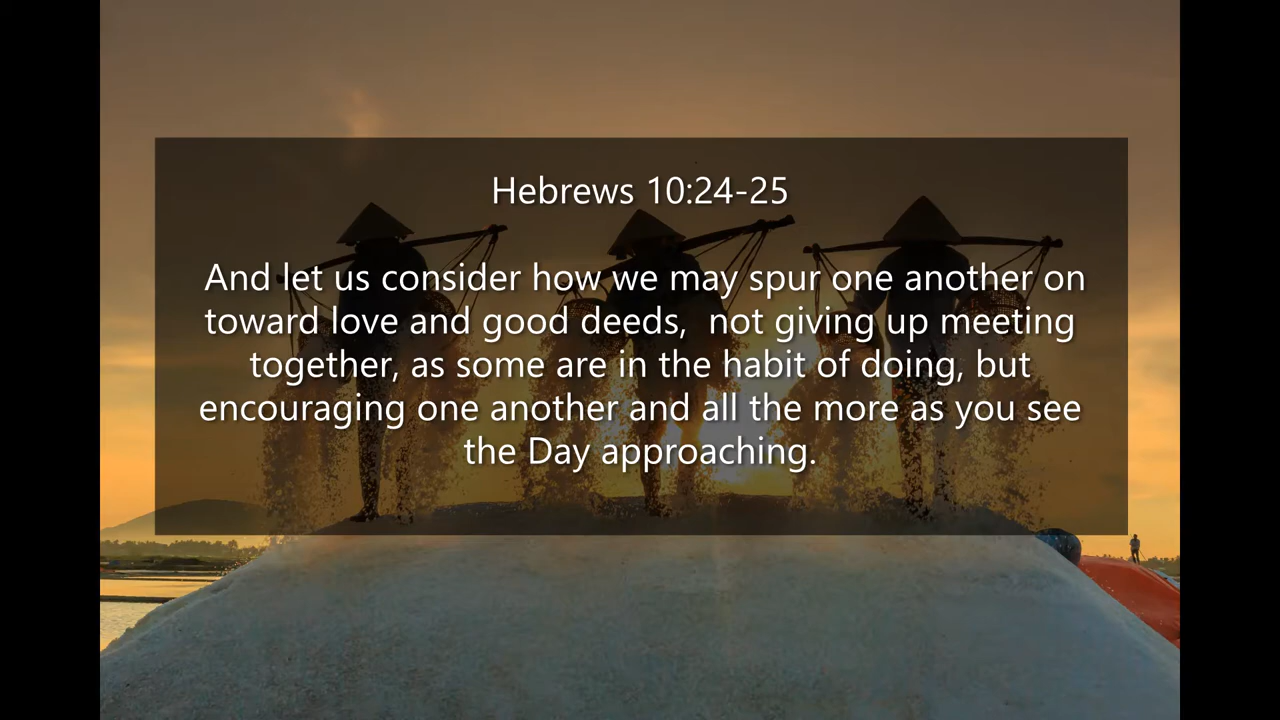 Hebrews 10:24-25
And let us consider how we may spur one another on
toward love and good deeds,  not giving up meeting
together, as some are in the habit of doing, but
encouraging one another and all the more as you see
the Day approaching.